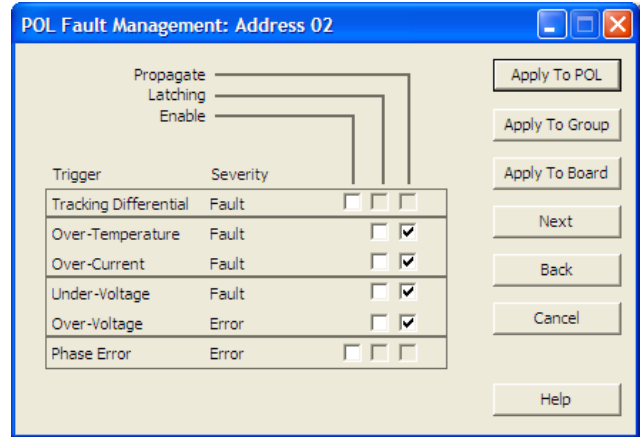 POL Fault Management: Address 02
Propagate
Latching
Enable
Trigger Severity
Tracking Differential Fault
Over-Temperature Fault
Over-Current Fault
Under-Voltage Fault
Over-Voltage Error
Phase Error Error
Apply To POL
Apply To Group
Apply To Board
Next
Back
Cancel
Help